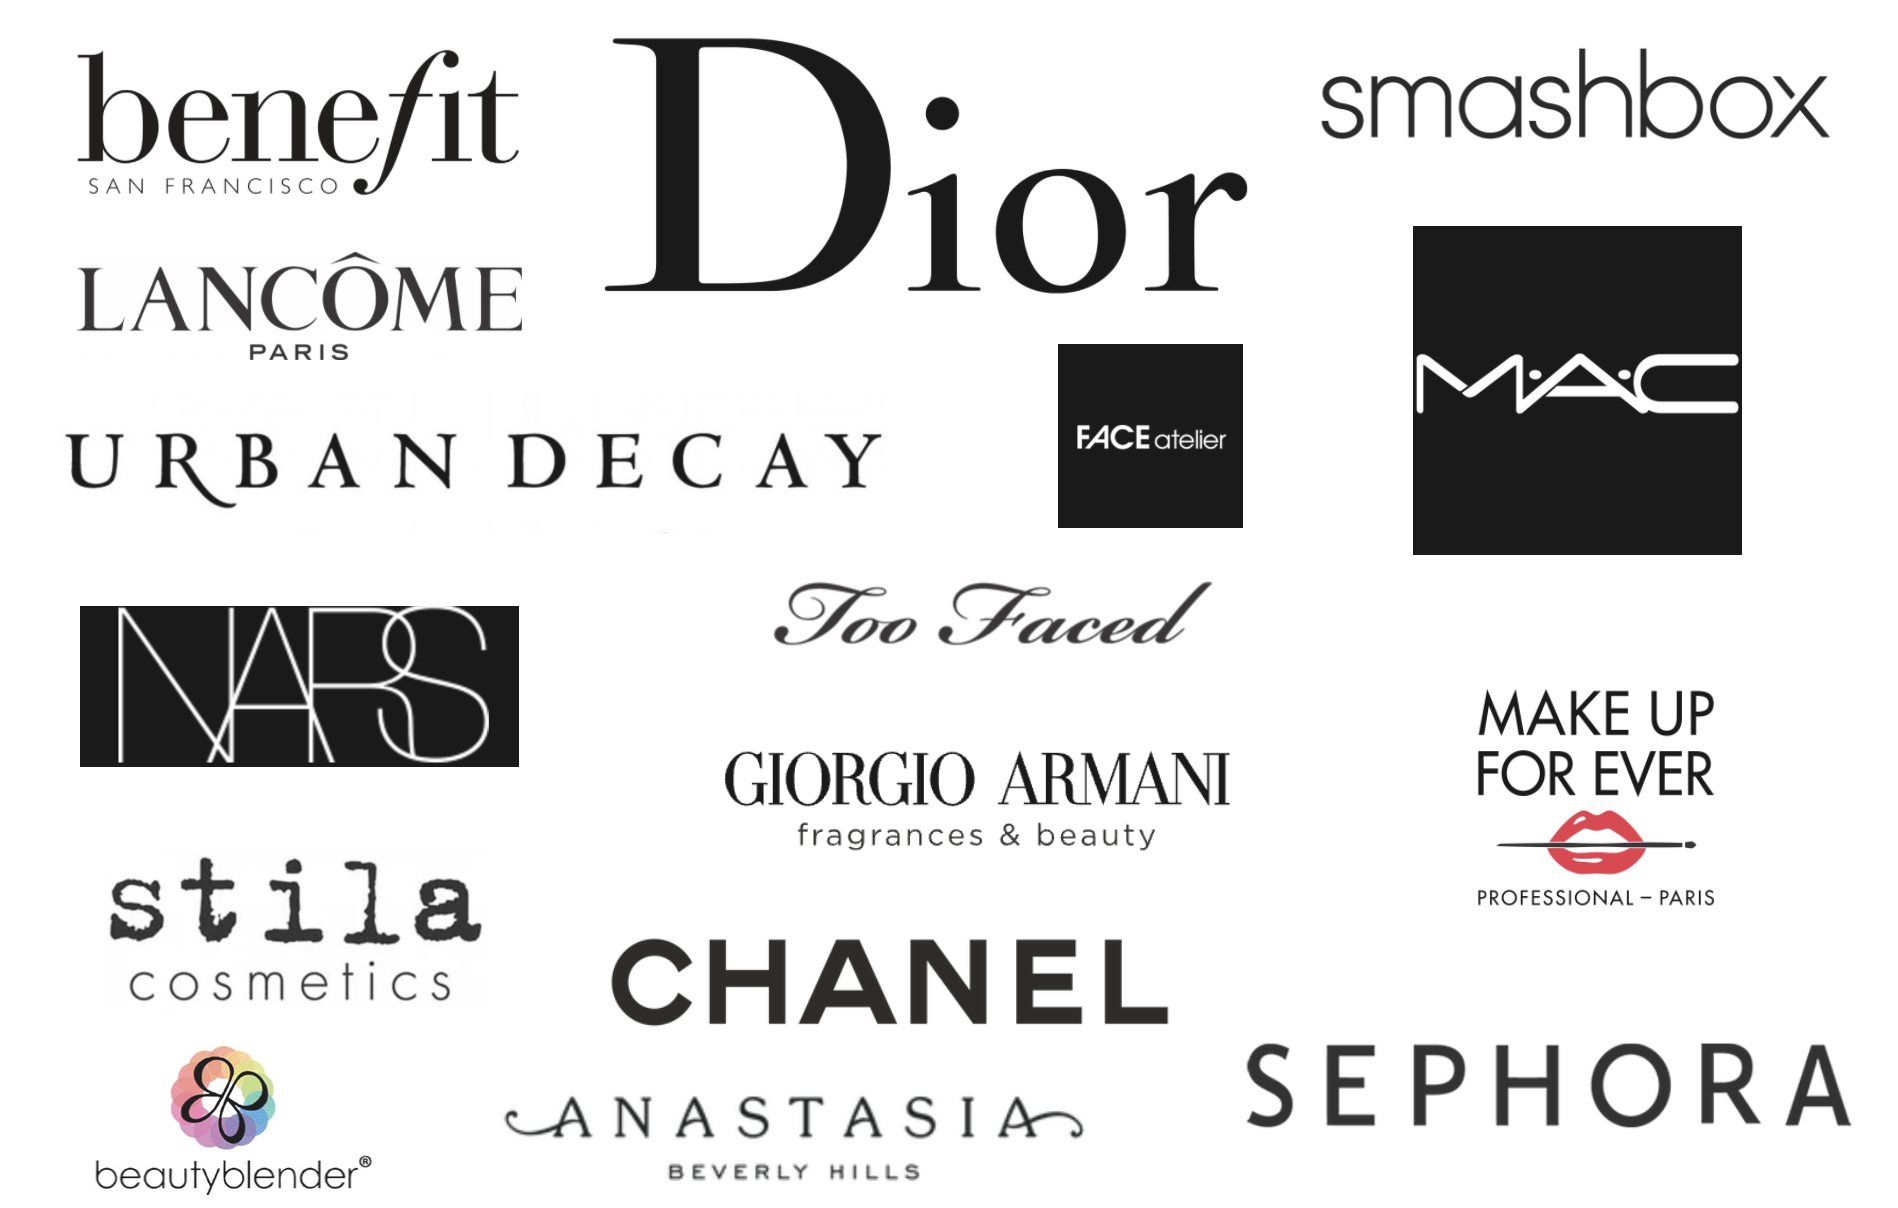 benefit
SAN FRANCISCO
Dior
smashbox
LANCÔME
PARIS
M·A·C
FACE atelier
URBAN DECAY
Too Faced
NARS
MAKE UP
FOR EVER
PROFESSIONAL – PARIS
GIORGIO ARMANI
fragrances & beauty
stila
cosmetics
CHANEL
SEPHORA
beautyblender®
ANASTASIA
BEVERLY HILLS